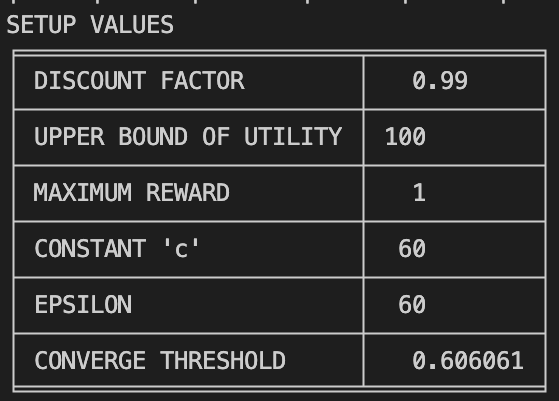 SETUP VALUES
DISCOUNT FACTOR 0.99
UPPER BOUND OF UTILITY 100
MAXIMUM REWARD 1
CONSTANT 'c' 60
EPSILON 60
CONVERGE THRESHOLD 0.606061